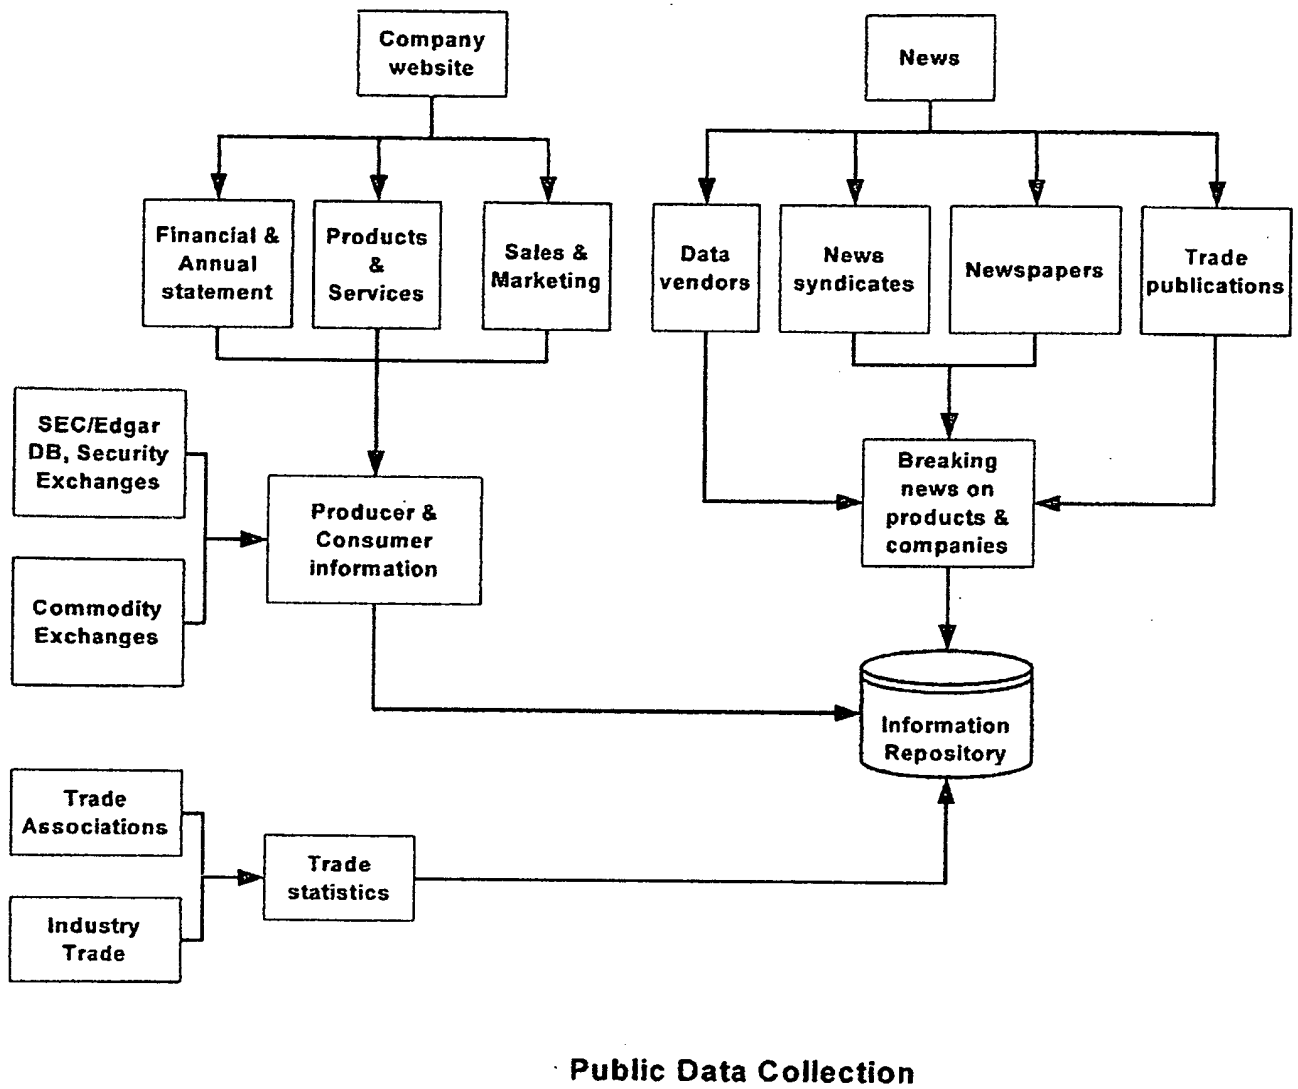 Company
website
News
Financial &
Annual
statement
Products
&
Services
Sales &
Marketing
Data
vendors
News
syndicates
Newspapers
Trade
publications
SEC/Edgar
DB, Security
Exchanges
Commodity
Exchanges
Producer &
Consumer
information
Breaking
news on
products &
companies
Information
Repository
Trade
Associations
Industry
Trade
Trade
statistics
Public Data Collection